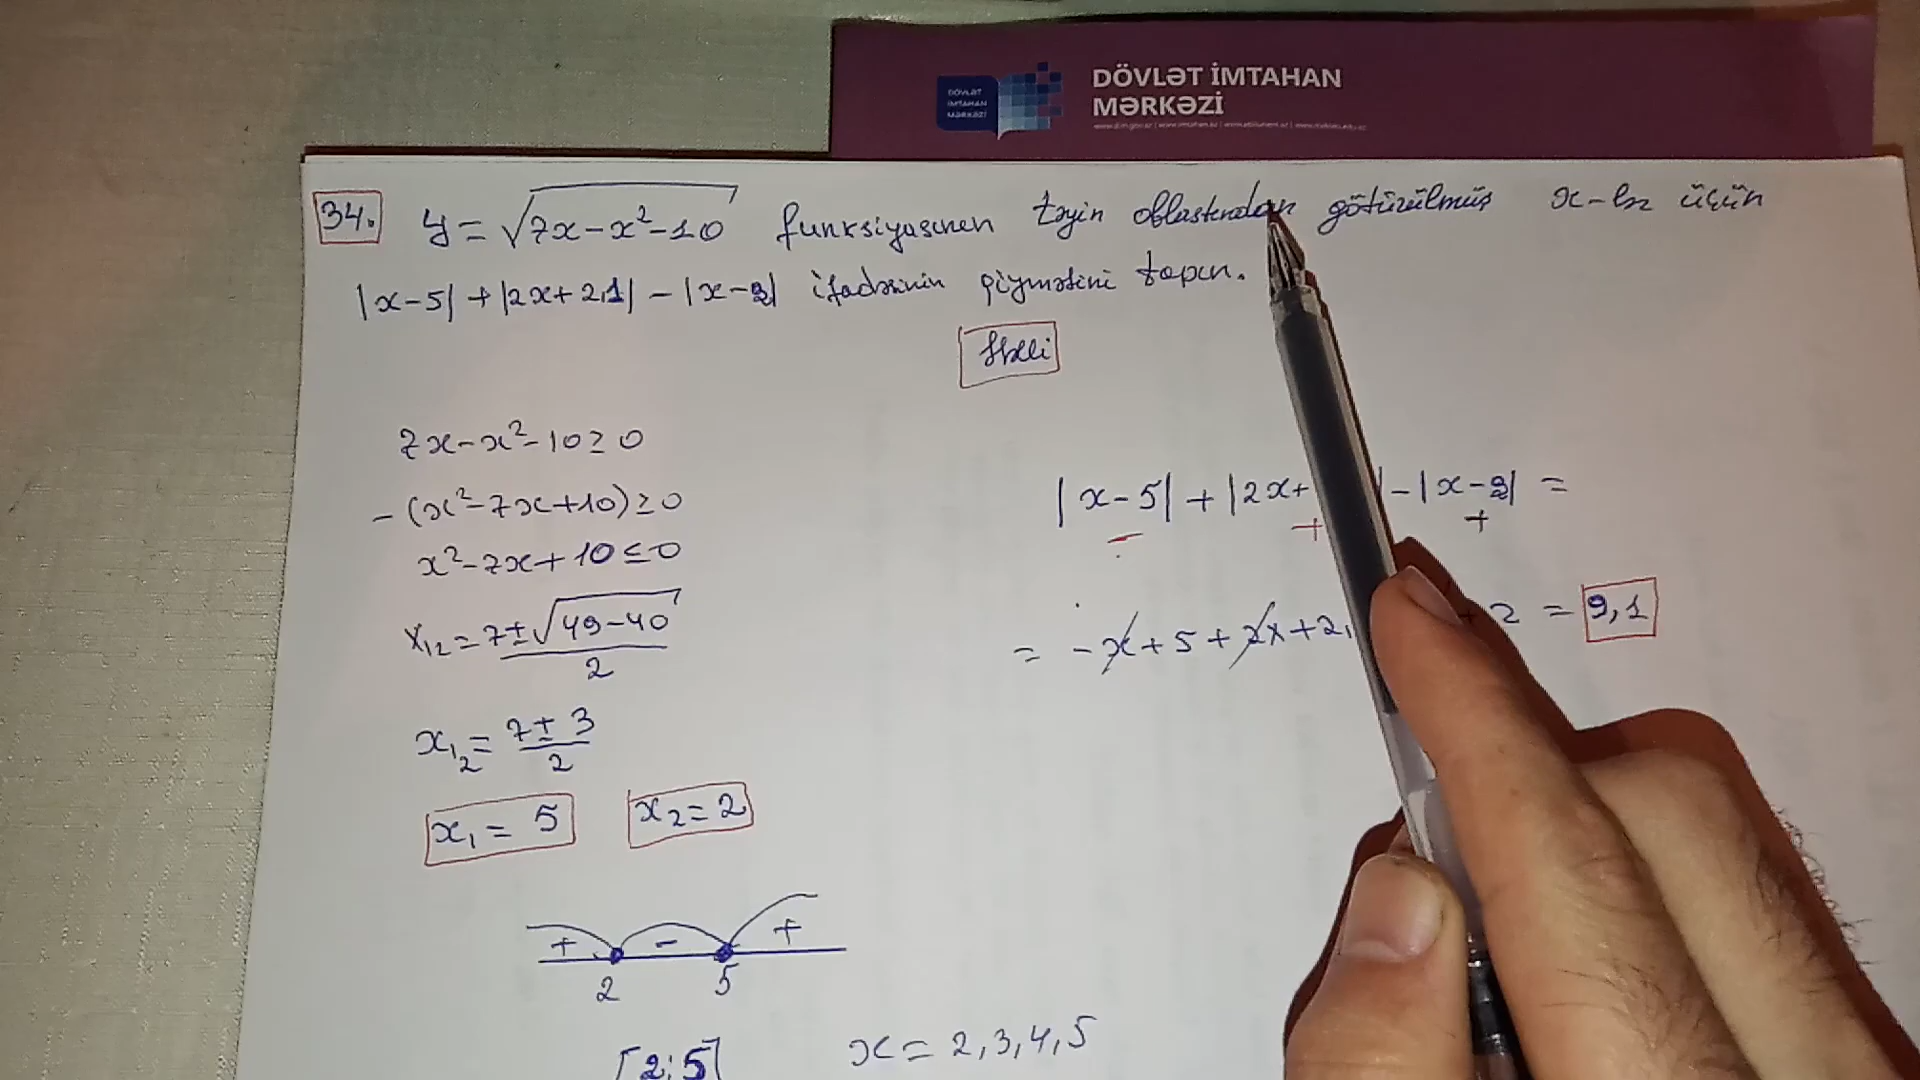 DÖVLƏT İMTAHAN MƏRKƏZİ
DÖVLƏT İMTAHAN
MƏRKƏZİ
34. y = √(7x-x²-10) funksiyasının təyin oblastından götürülmüş x-lər üçün
|x-5| + |2x+2,1| - |x-2| ifadəsinin qiymətini tapın.
Həlli
7x-x²-10 ≥ 0
-(x²-7x+10) ≥ 0
x²-7x+10 ≤ 0
x₁₂ = (7±√(49-40))/2
x₁₂ = (7±3)/2
x₁ = 5 x₂ = 2
+ - +
2 5
[2;5] x = 2,3,4,5
|x-5| + |2x+ | - |x-2| =
- + +
= -x+5+2x+2, +2 = 9,1